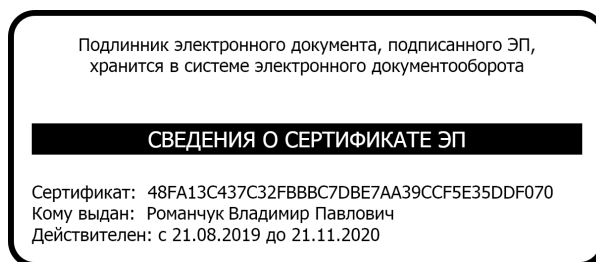 Подлинник электронного документа, подписанного ЭП,
хранится в системе электронного документооборота
СВЕДЕНИЯ О СЕРТИФИКАТЕ ЭП
Сертификат: 48FA13C437C32FBBBC7DBE7AA39CCF5E35DDF070
Кому выдан: Романчук Владимир Павлович
Действителен: с 21.08.2019 до 21.11.2020